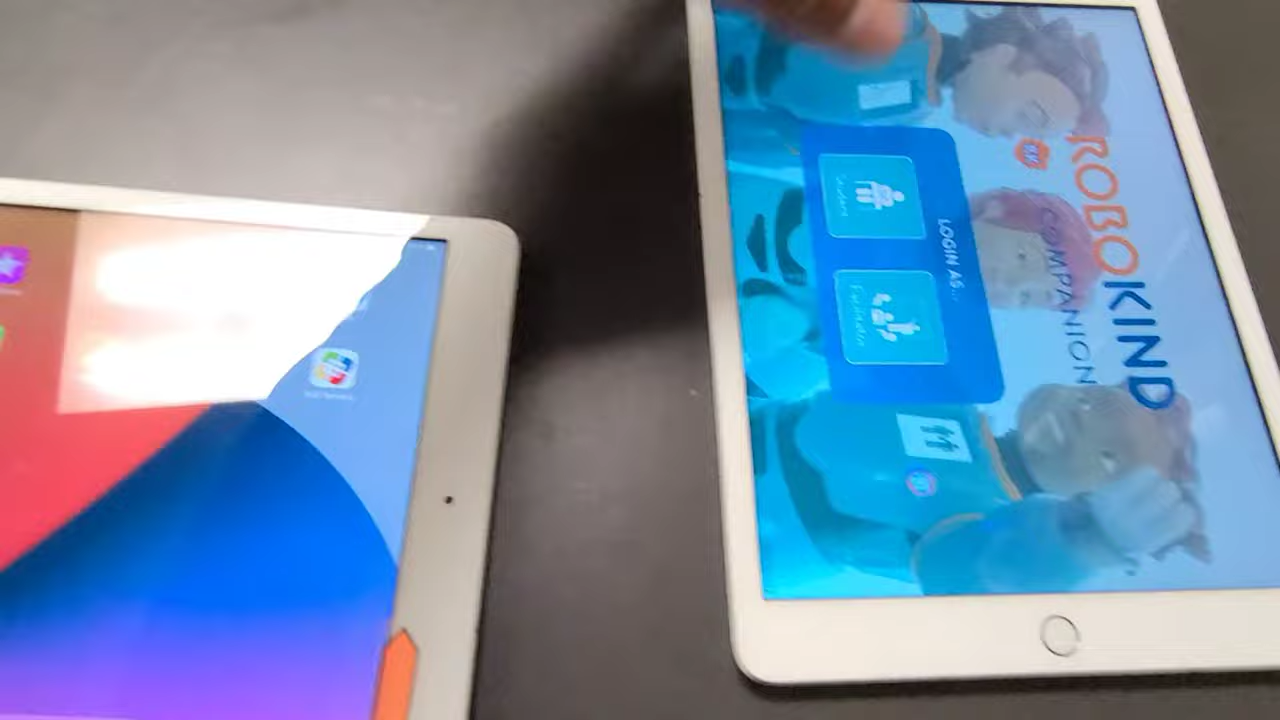 ROBOKIND
COMPANION
LOGIN AS...
Student
Facilitator